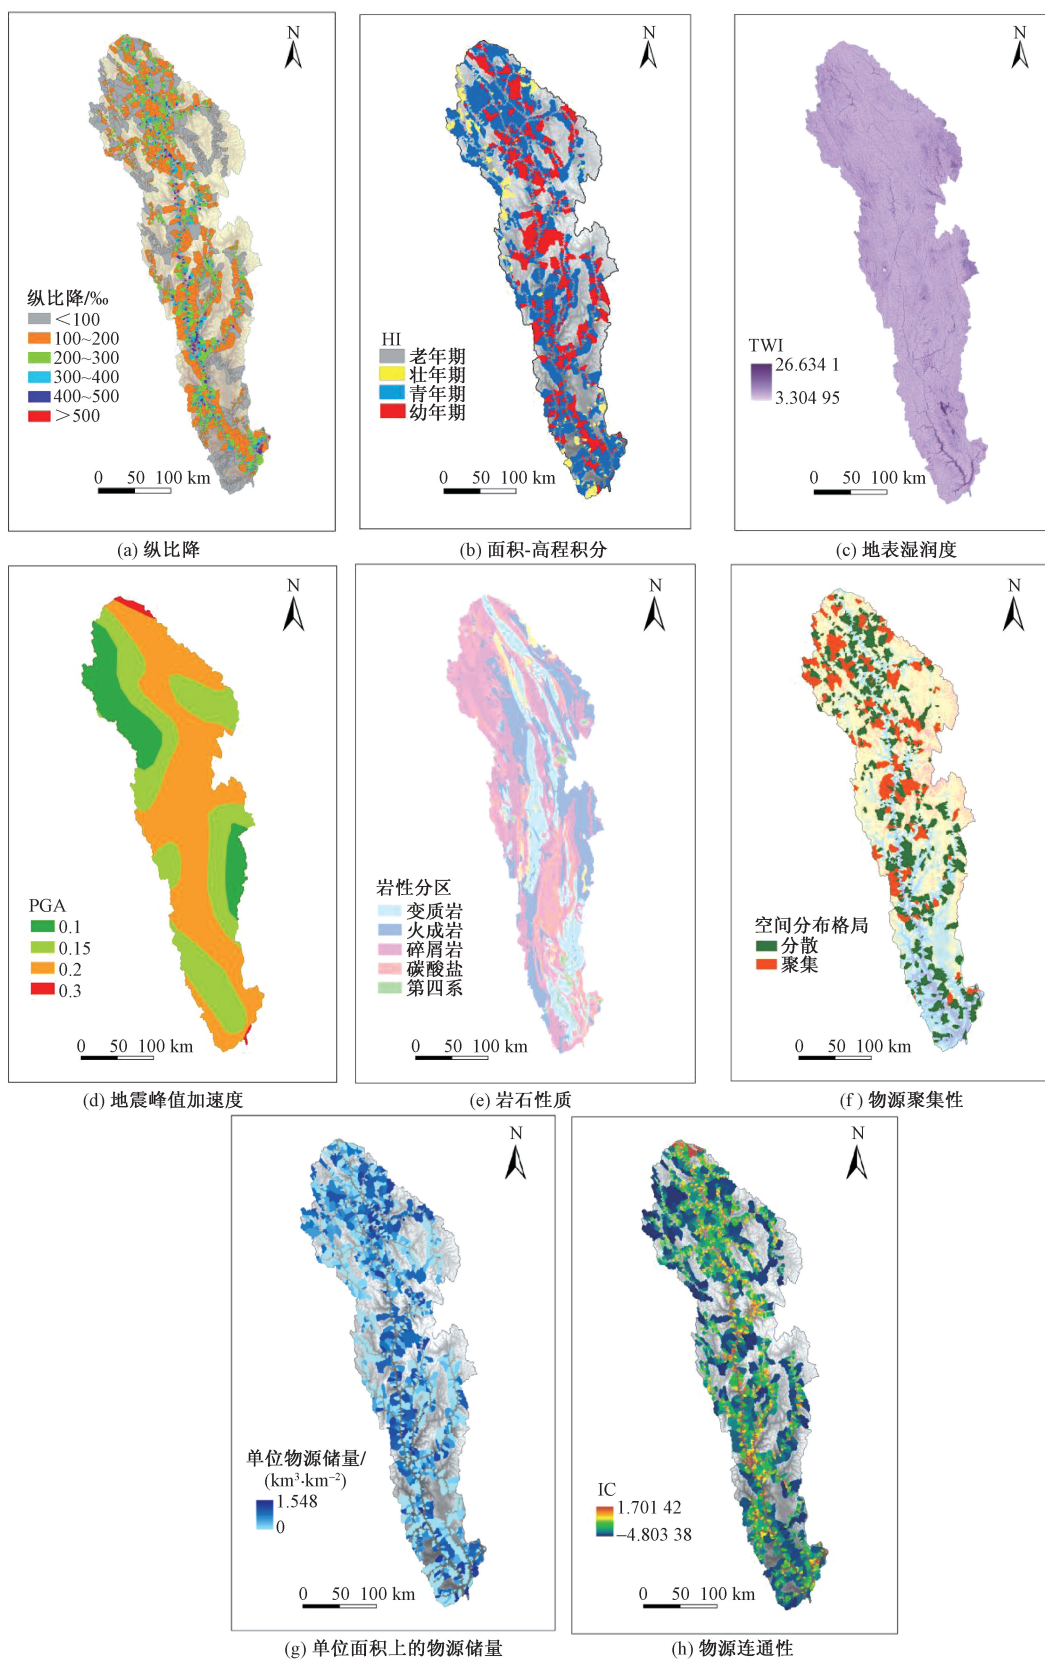 N
纵比降/‰
<100
100~200
200~300
300~400
400~500
>500
0 50 100 km
(a) 纵比降
N
HI
老年期
壮年期
青年期
幼年期
0 50 100 km
(b) 面积-高程积分
N
TWI
26.634 1
3.304 95
0 50 100 km
(c) 地表湿润度
N
PGA
0.1
0.15
0.2
0.3
0 50 100 km
(d) 地震峰值加速度
N
岩性分区
变质岩
火成岩
碎屑岩
碳酸盐
第四系
0 50 100 km
(e) 岩石性质
N
空间分布格局
分散
聚集
0 50 100 km
(f) 物源聚集性
N
单位物源储量/
(km³·km⁻²)
1.548
0
0 50 100 km
(g) 单位面积上的物源储量
N
IC
1.701 42
−4.803 38
0 50 100 km
(h) 物源连通性